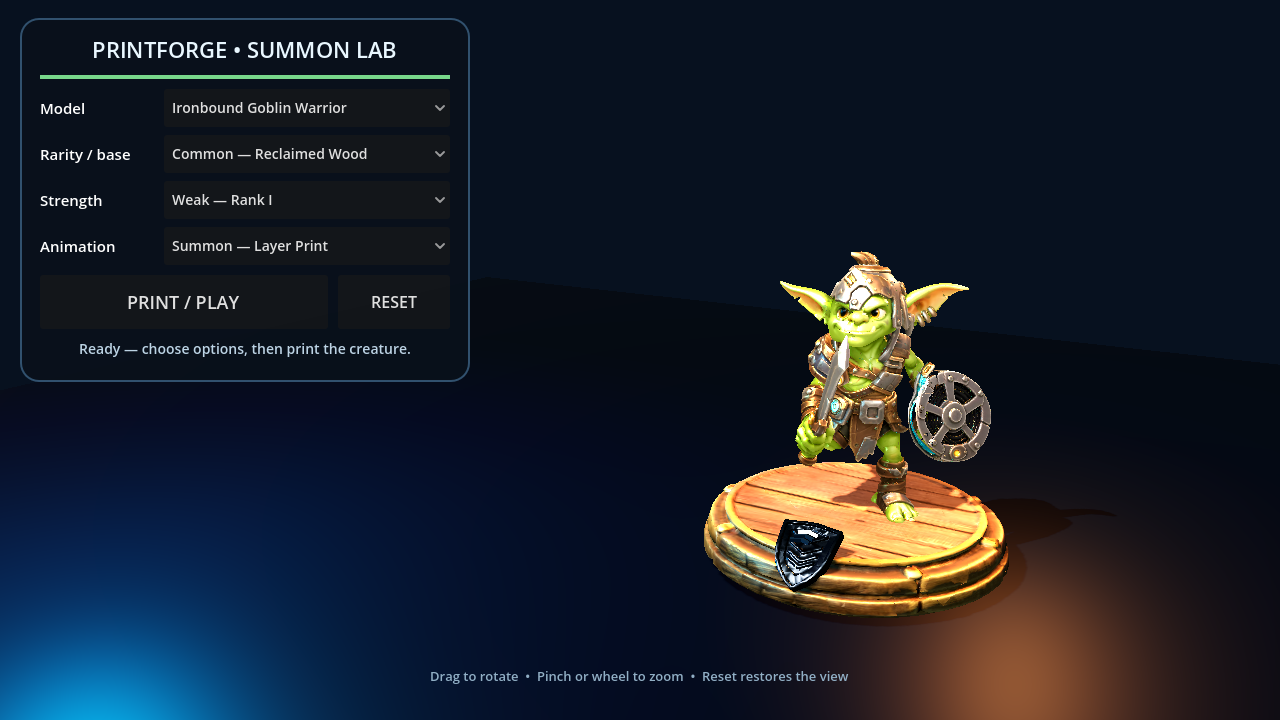 PRINTFORGE • SUMMON LAB
Model
Ironbound Goblin Warrior
Rarity / base
Common — Reclaimed Wood
Strength
Weak — Rank I
Animation
Summon — Layer Print
PRINT / PLAY
RESET
Ready — choose options, then print the creature.
Drag to rotate • Pinch or wheel to zoom • Reset restores the view